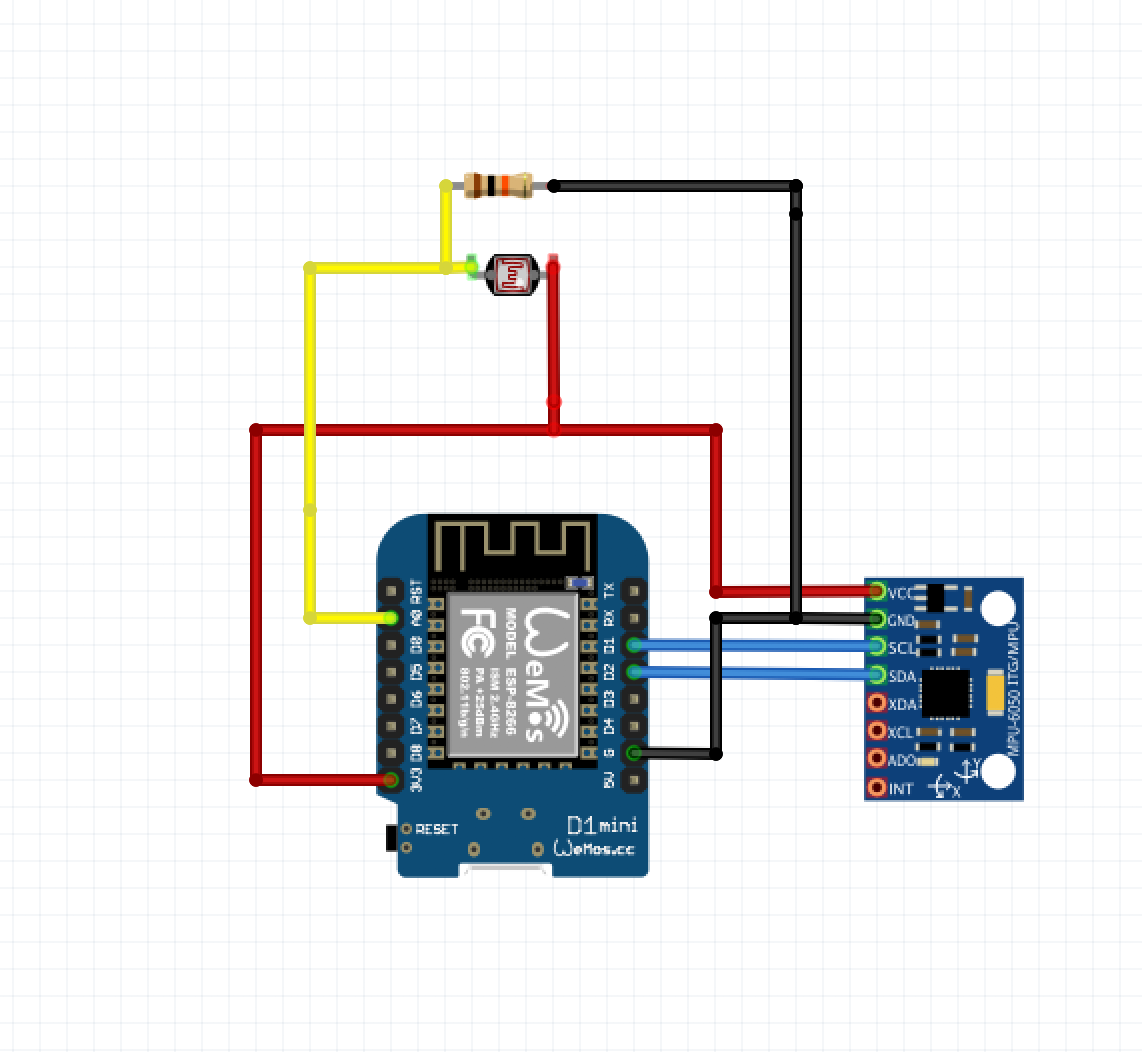 RST
A0
D0
D5
D6
D7
D8
3V3
TX
RX
D1
D2
D3
D4
G
5V
WeMos
MODEL ESP-8266
ISM 2.4GHz
PA +25dBm
802.11b/g/n
FC
RESET
D1 mini
WeMos.cc
VCC
GND
SCL
SDA
XDA
XCL
ADO
INT
MPU-6050 ITG/MPU
Y
X